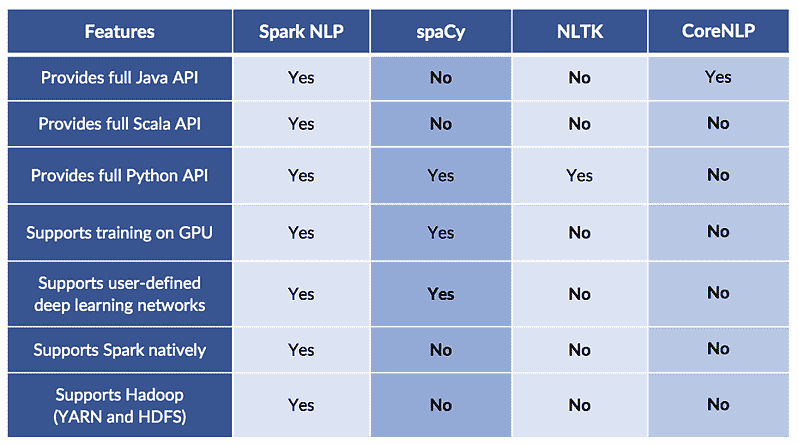 Features Spark NLP spaCy NLTK CoreNLP
Provides full Java API Yes No No Yes
Provides full Scala API Yes No No No
Provides full Python API Yes Yes Yes No
Supports training on GPU Yes Yes No No
Supports user-defined
deep learning networks Yes Yes No No
Supports Spark natively Yes No No No
Supports Hadoop
(YARN and HDFS) Yes No No No